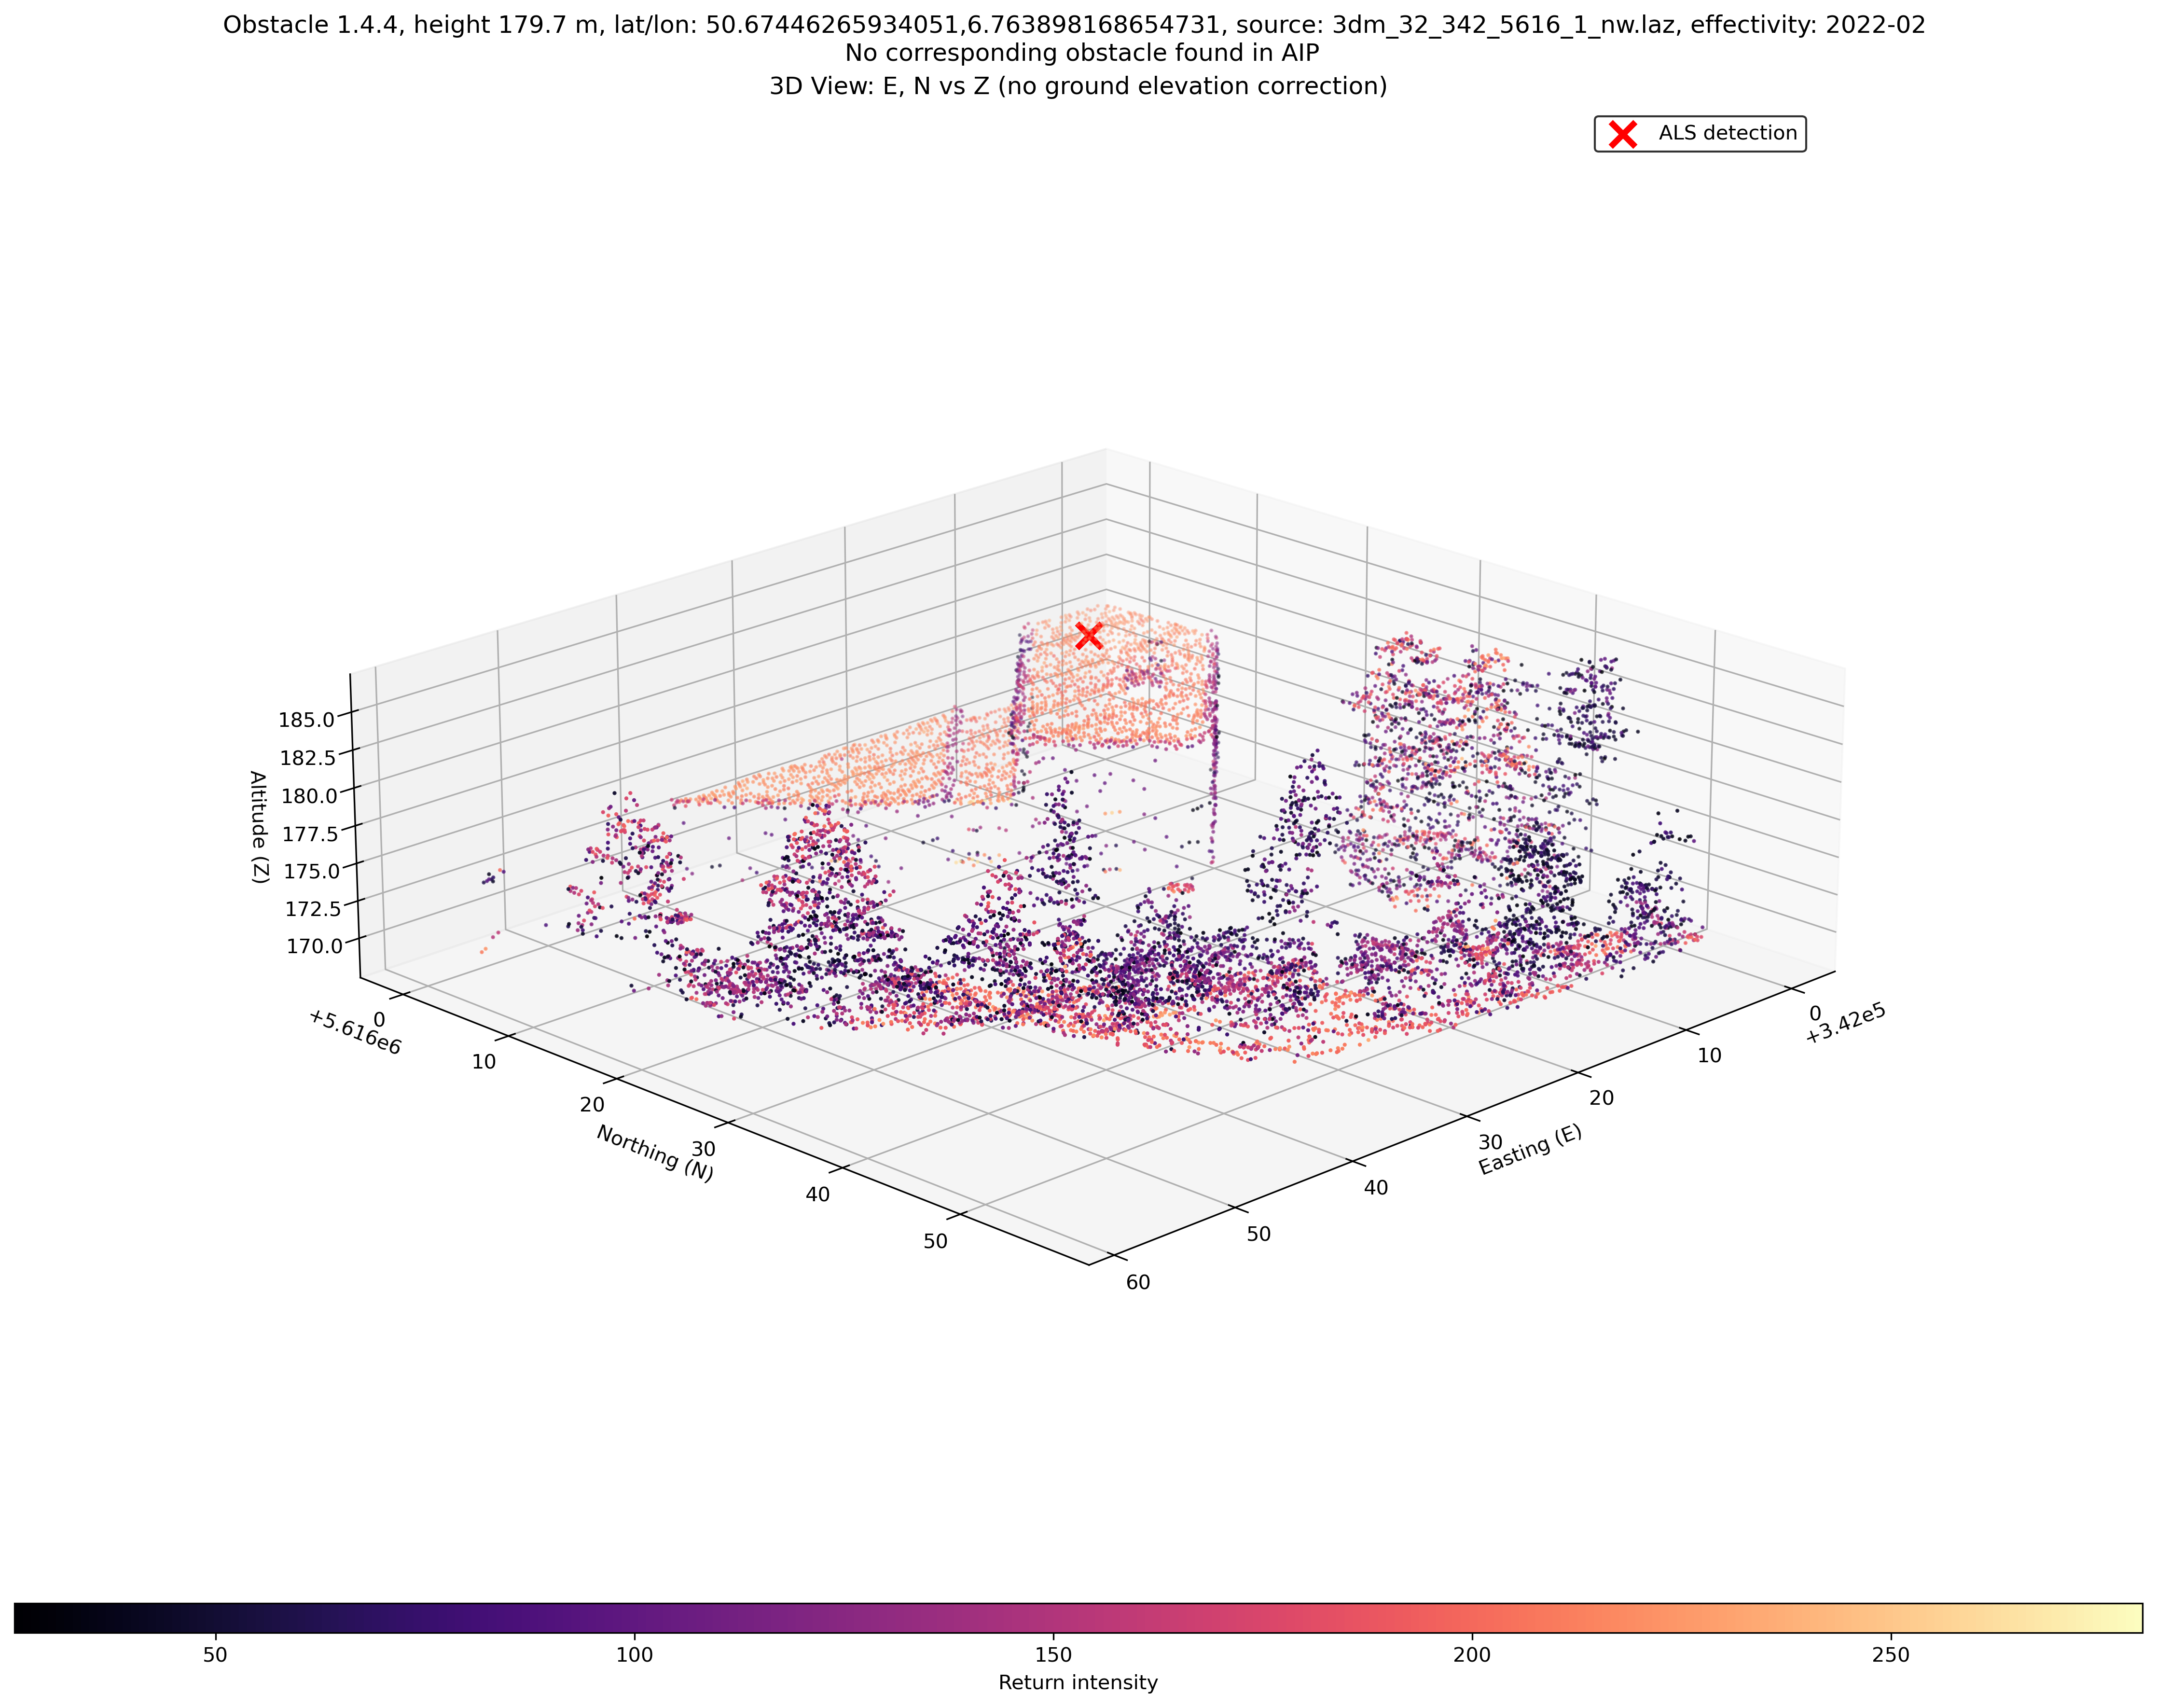 Obstacle 1.4.4, height 179.7 m, lat/lon: 50.67446265934051,6.763898168654731, source: 3dm_32_342_5616_1_nw.laz, effectivity: 2022-02
No corresponding obstacle found in AIP
3D View: E, N vs Z (no ground elevation correction)
ALS detection
185.0
182.5
180.0
177.5
175.0
172.5
170.0
Altitude (Z)
0
10
20
30
40
50
+5.616e6
Northing (N)
0
10
20
30
40
50
60
+3.42e5
Easting (E)
50
100
150
200
250
Return intensity